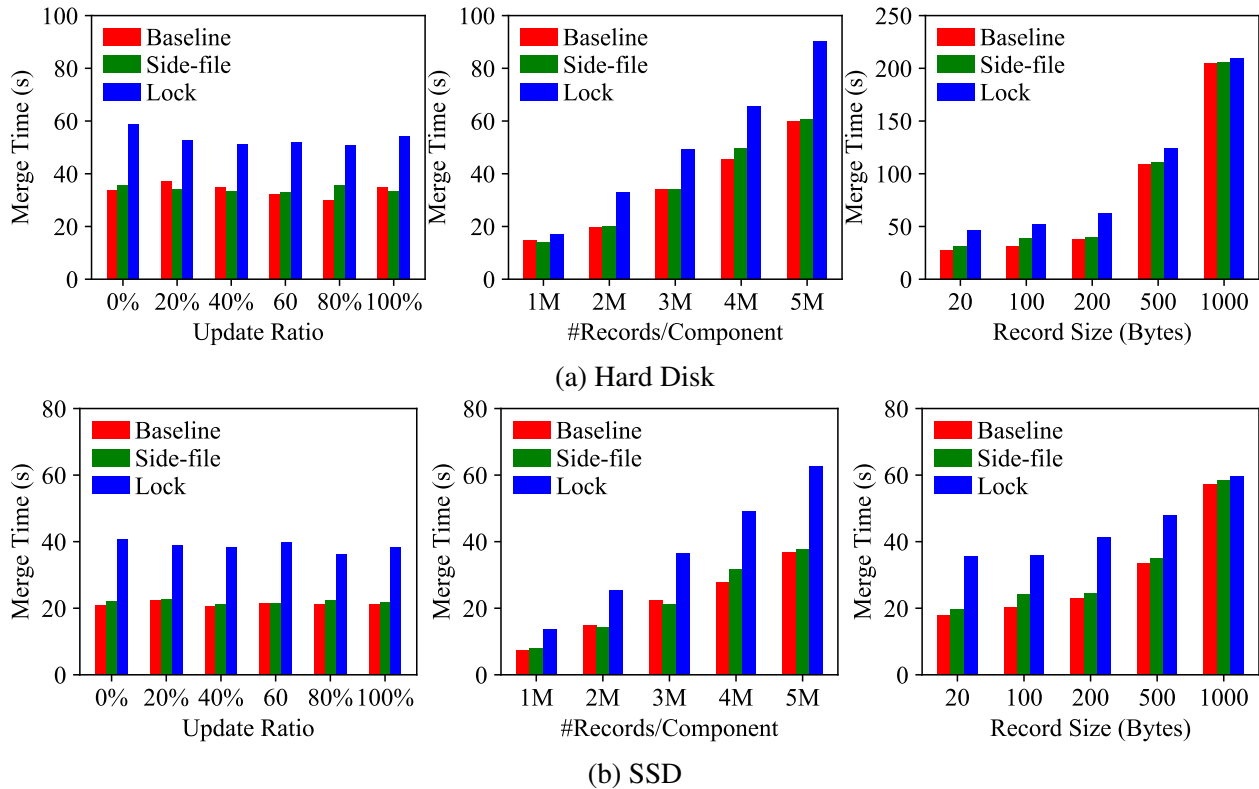 100
80
60
40
20
0
Merge Time (s)
Baseline
Side-file
Lock
0% 20% 40% 60 80% 100%
Update Ratio
100
80
60
40
20
0
Merge Time (s)
Baseline
Side-file
Lock
1M 2M 3M 4M 5M
#Records/Component
250
200
150
100
50
0
Merge Time (s)
Baseline
Side-file
Lock
20 100 200 500 1000
Record Size (Bytes)
(a) Hard Disk
80
60
40
20
0
Merge Time (s)
Baseline
Side-file
Lock
0% 20% 40% 60 80% 100%
Update Ratio
80
60
40
20
0
Merge Time (s)
Baseline
Side-file
Lock
1M 2M 3M 4M 5M
#Records/Component
80
60
40
20
0
Merge Time (s)
Baseline
Side-file
Lock
20 100 200 500 1000
Record Size (Bytes)
(b) SSD